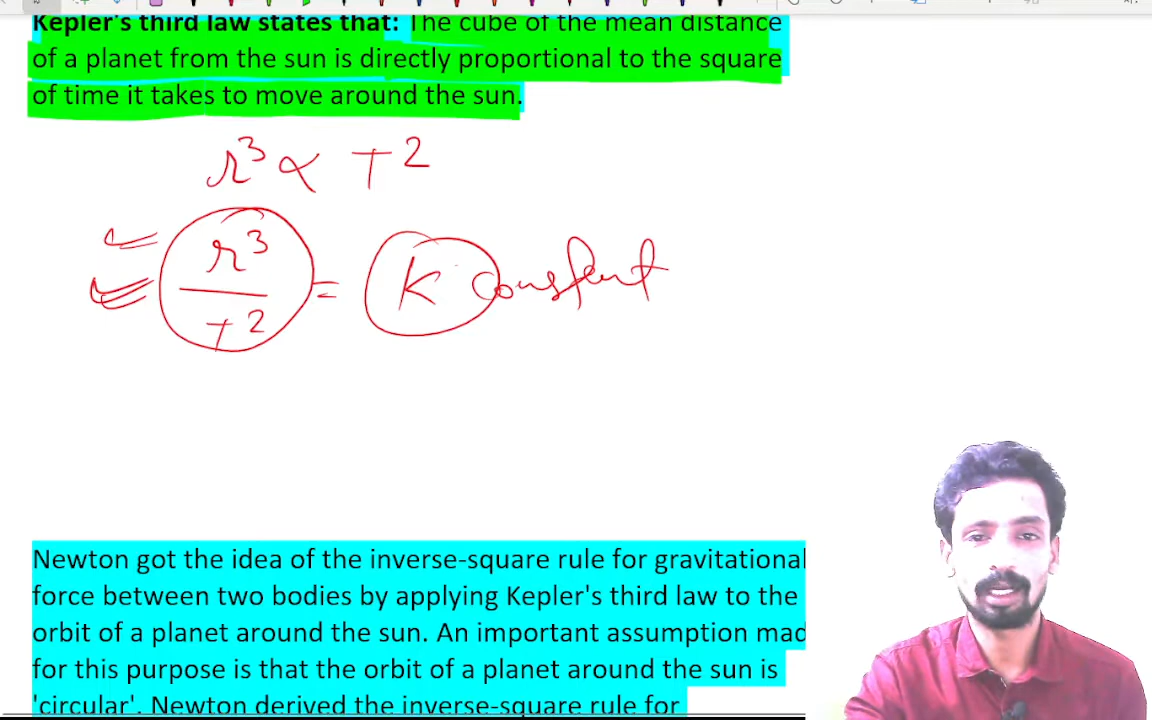 Kepler's third law states that: The cube of the mean distance
of a planet from the sun is directly proportional to the square
of time it takes to move around the sun.
r³ ∝ T²
r³
/T² = K constant
Newton got the idea of the inverse-square rule for gravitational
force between two bodies by applying Kepler's third law to the
orbit of a planet around the sun. An important assumption mad
for this purpose is that the orbit of a planet around the sun is
'circular'. Newton derived the inverse-square rule for